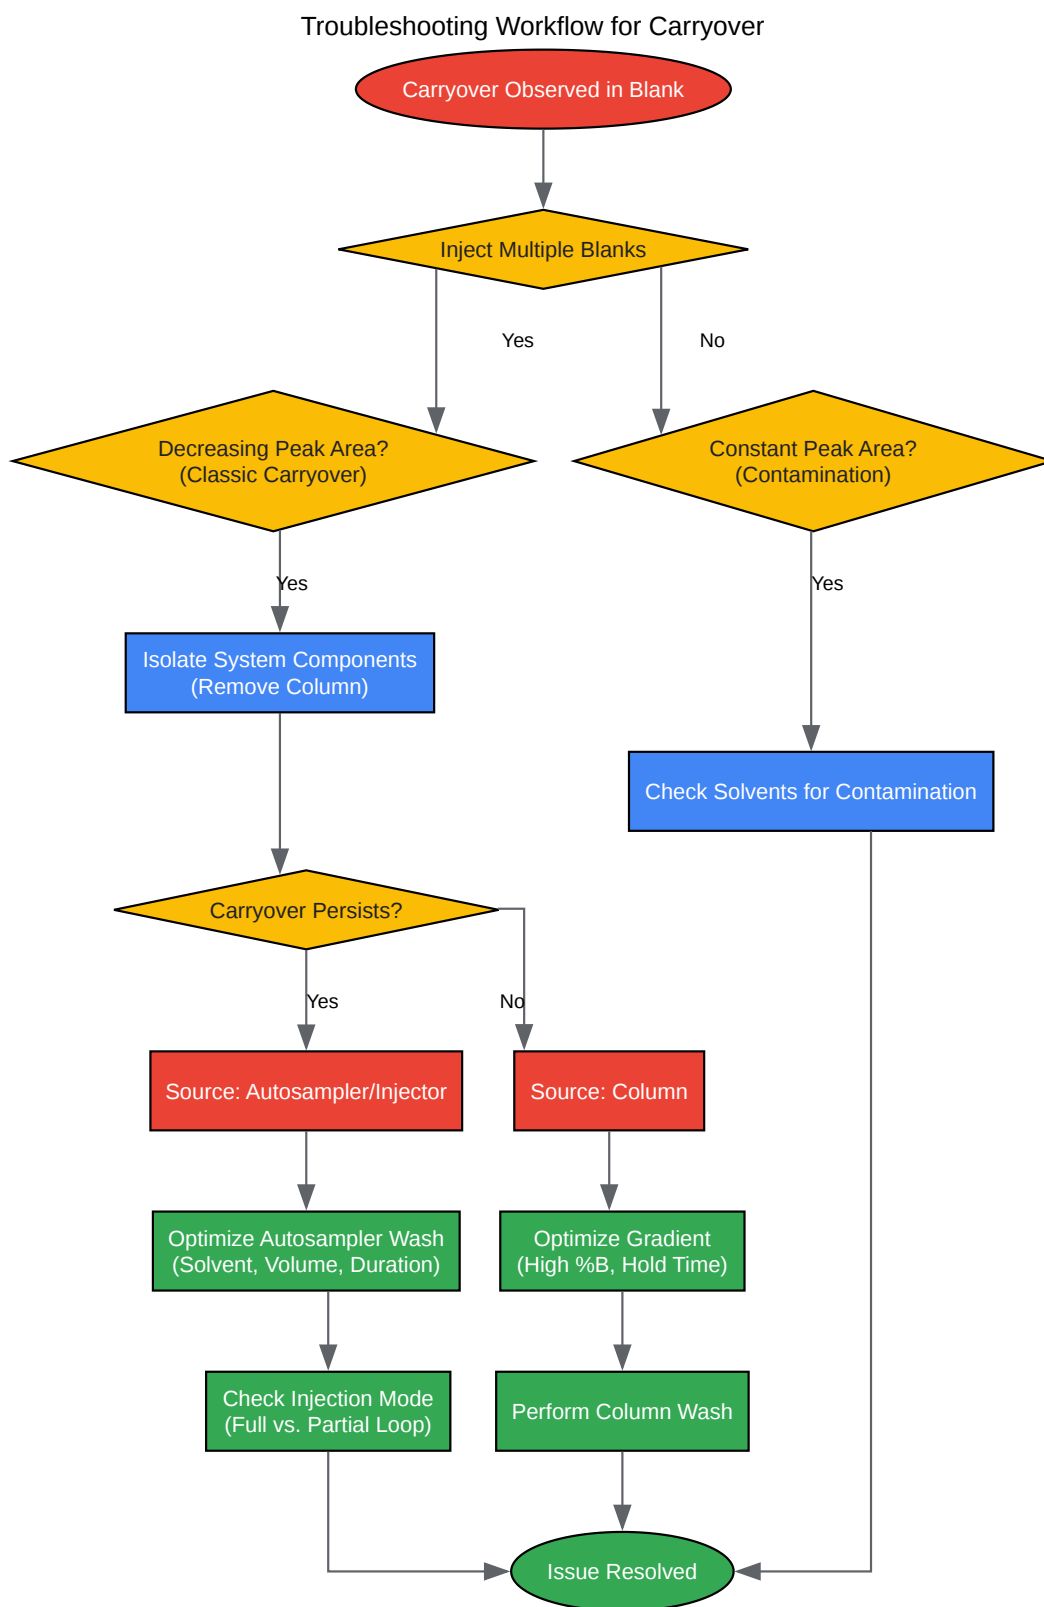 Troubleshooting Workflow for Carryover
Carryover Observed in Blank
Inject Multiple Blanks
Yes
No
Decreasing Peak Area?
(Classic Carryover)
Constant Peak Area?
(Contamination)
Yes
Yes
Isolate System Components
(Remove Column)
Check Solvents for Contamination
Carryover Persists?
Yes
No
Source: Autosampler/Injector
Source: Column
Optimize Autosampler Wash
(Solvent, Volume, Duration)
Optimize Gradient
(High %B, Hold Time)
Check Injection Mode
(Full vs. Partial Loop)
Perform Column Wash
Issue Resolved